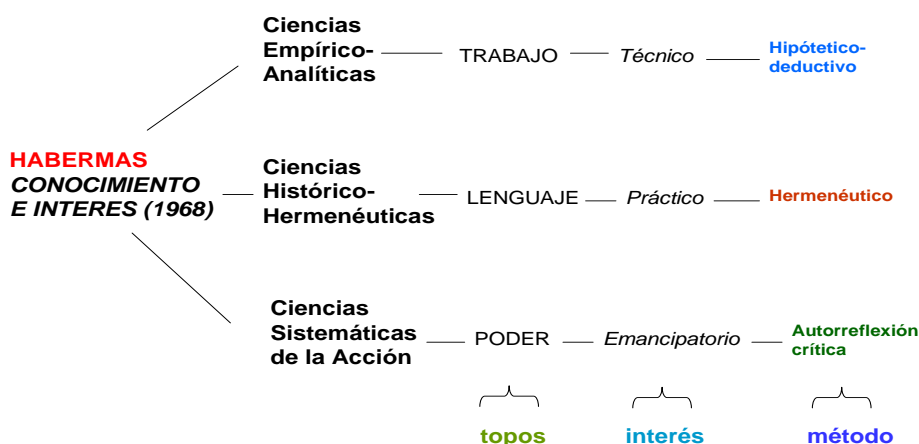 Ciencias
Empírico-
Analíticas
TRABAJO
Técnico
Hipótetico-
deductivo
HABERMAS
CONOCIMIENTO
E INTERES (1968)
Ciencias
Histórico-
Hermenéuticas
LENGUAJE
Práctico
Hermenéutico
Ciencias
Sistemáticas
de la Acción
PODER
Emancipatorio
Autorreflexión
crítica
topos
interés
método